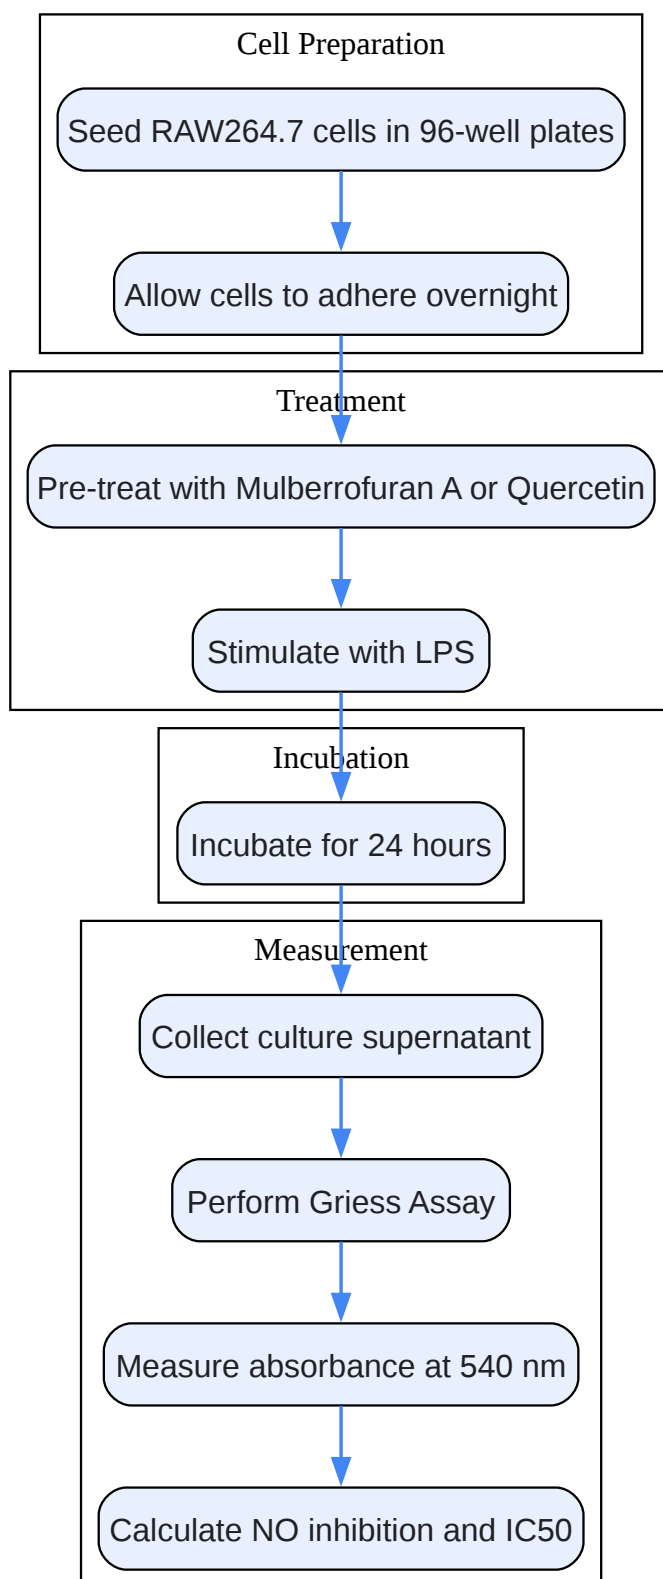 Cell Preparation
Seed RAW264.7 cells in 96-well plates
Allow cells to adhere overnight
Treatment
Pre-treat with Mulberrofuran A or Quercetin
Stimulate with LPS
Incubation
Incubate for 24 hours
Measurement
Collect culture supernatant
Perform Griess Assay
Measure absorbance at 540 nm
Calculate NO inhibition and IC50